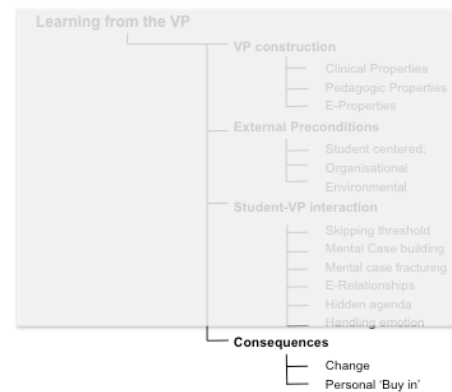 Learning from the VP
VP construction
Clinical Properties
Pedagogic Properties
E-Properties
External Preconditions
Student centered:
Organisational
Environmental
Student-VP interaction
Skipping threshold
Mental Case building
Mental case fracturing
E-Relationships
Hidden agenda
Handling emotion
Consequences
Change
Personal 'Buy in'